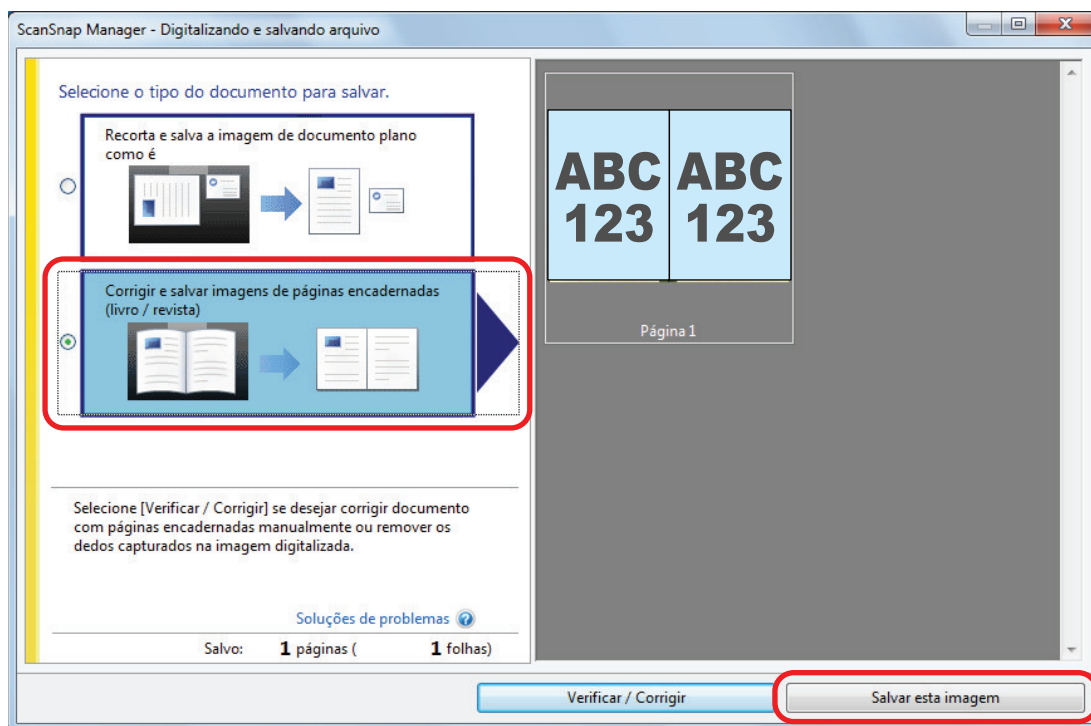 ScanSnap Manager - Digitalizando e salvando arquivo
Selecione o tipo do documento para salvar.
Recorta e salva a imagem de documento plano
como é
Corrigir e salvar imagens de páginas encadernadas
(livro / revista)
Selecione [Verificar / Corrigir] se desejar corrigir documento
com páginas encadernadas manualmente ou remover os
dedos capturados na imagem digitalizada.
Soluções de problemas
Salvo: 1 páginas ( 1 folhas)
ABC ABC
123 123
Página 1
Verificar / Corrigir
Salvar esta imagem